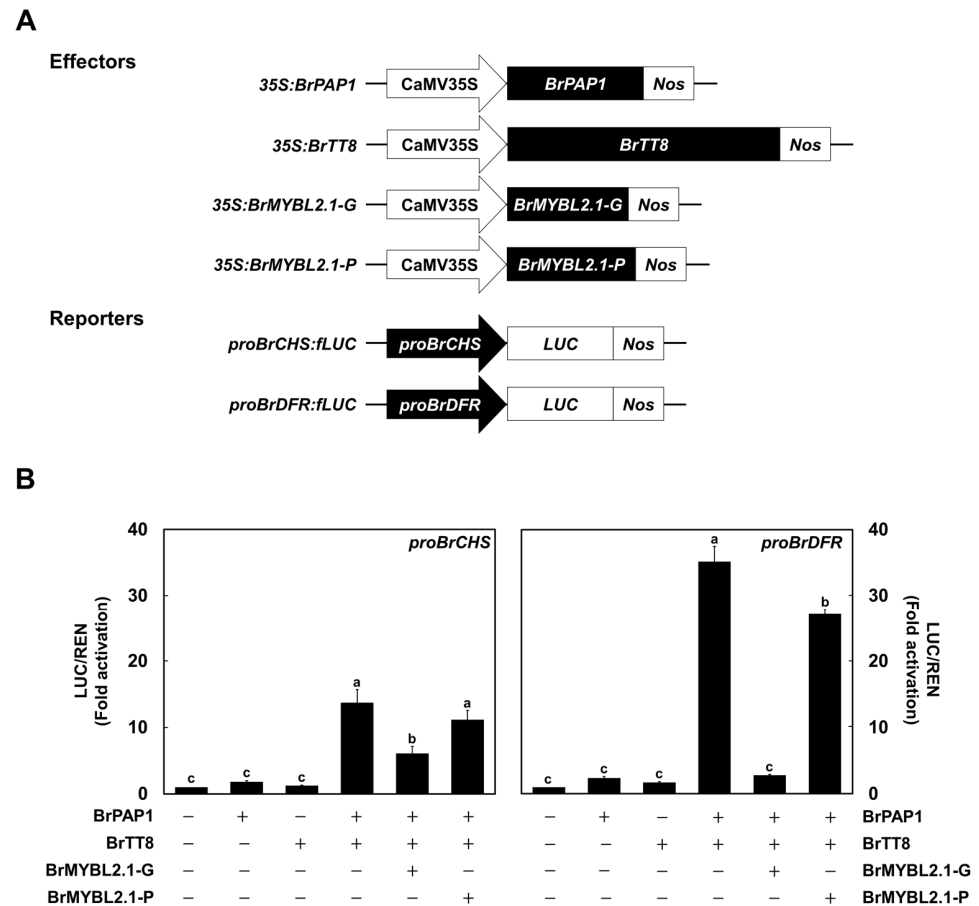 A
Effectors
35S:BrPAP1 CaMV35S BrPAP1 Nos
35S:BrTT8 CaMV35S BrTT8 Nos
35S:BrMYBL2.1-G CaMV35S BrMYBL2.1-G Nos
35S:BrMYBL2.1-P CaMV35S BrMYBL2.1-P Nos
Reporters
proBrCHS:fLUC proBrCHS LUC Nos
proBrDFR:fLUC proBrDFR LUC Nos
B
LUC/REN
(Fold activation)
40
30
20
10
0
proBrCHS
c c c a b a
proBrDFR
c c c a c b
40
30
20
10
0
LUC/REN
(Fold activation)
BrPAP1 – + – + + + – + – + + + BrPAP1
BrTT8 – – + + + + – – + + + + BrTT8
BrMYBL2.1-G – – – – + – – – – – + – BrMYBL2.1-G
BrMYBL2.1-P – – – – – + – – – – – + BrMYBL2.1-P